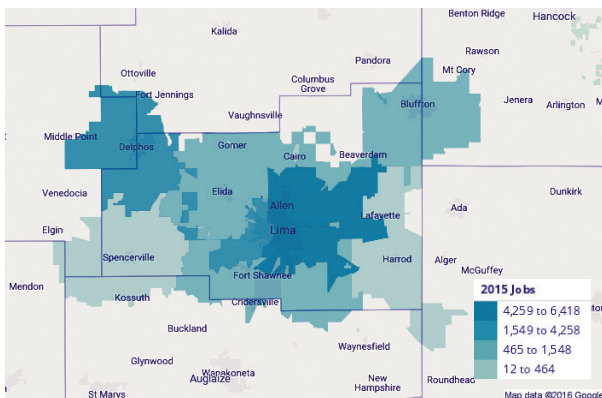 Benton Ridge
Hancock
Kalida
Rawson
Pandora
Mt Cory
Ottoville
Columbus
Grove
Fort Jennings
Bluffton
Jenera
Arlington
Vaughnsville
Middle Point
Delphos
Gomer
Cairo
Beaverdam
Venedocia
Elida
Dunkirk
Allen
Lafayette
Ada
Elgin
Lima
Spencerville
Harrod
Alger
McGuffey
Fort Shawnee
Mendon
Kossuth
Cridersville
Buckland
Waynesfield
Glynwood
Wapakoneta
Auglaize
New
Hampshire
Roundhead
St Marys
2015 Jobs
4,259 to 6,418
1,549 to 4,258
465 to 1,548
12 to 464
Map data ©2016 Google